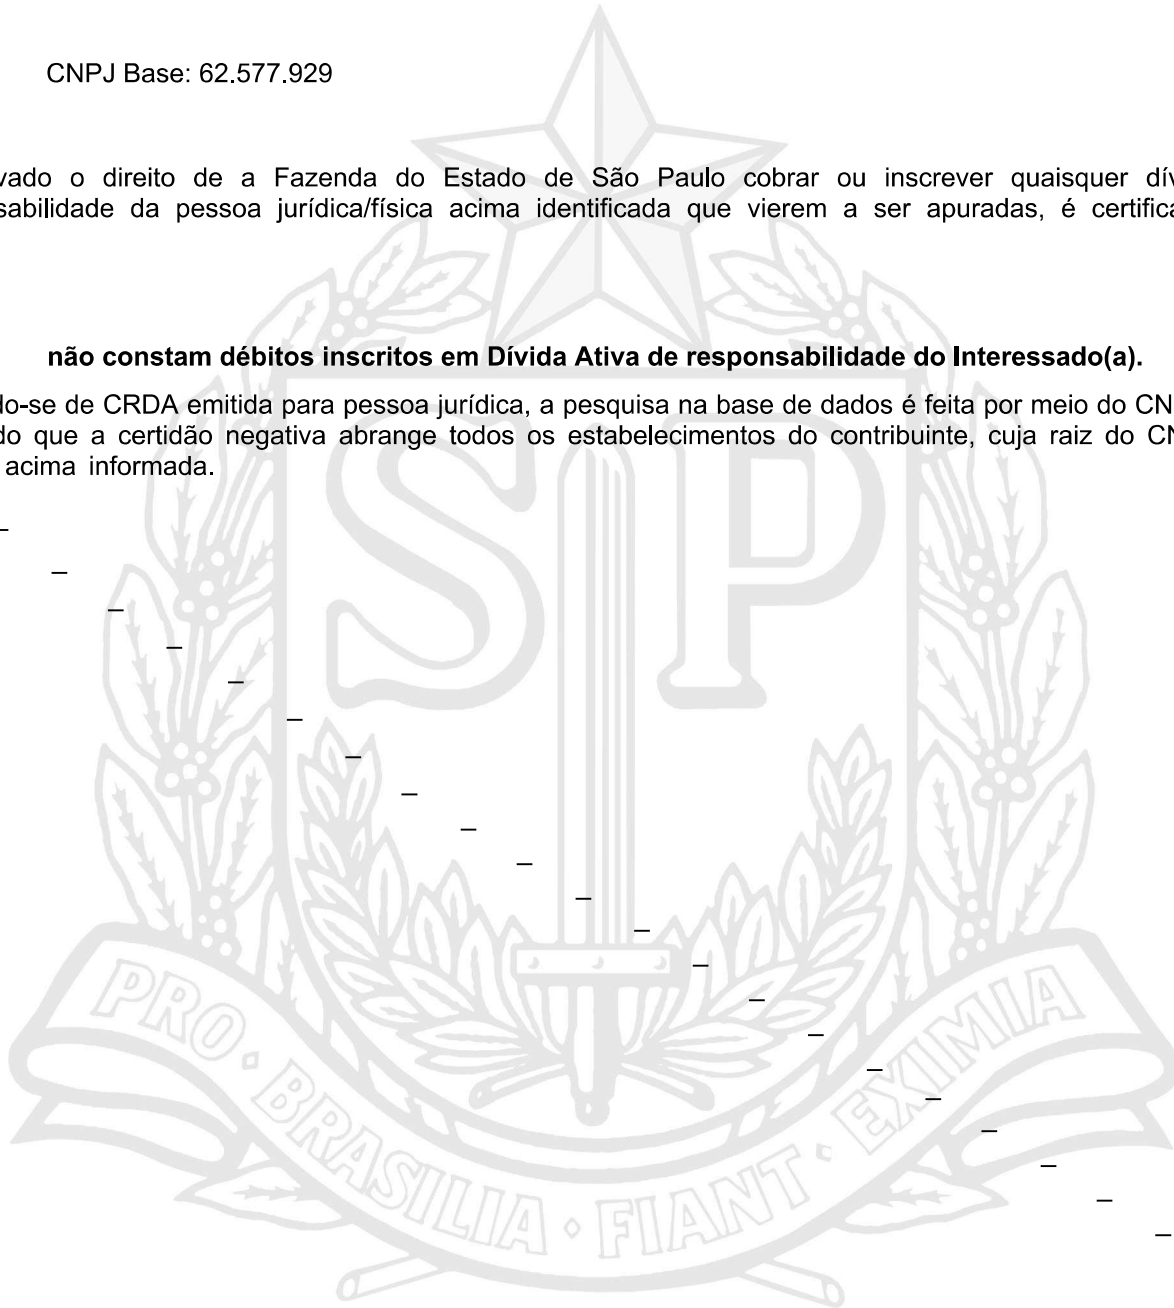 CNPJ Base: 62.577.929
vado o direito de a Fazenda do Estado de São Paulo cobrar ou inscrever quaisquer dív
sabilidade da pessoa jurídica/física acima identificada que vierem a ser apuradas, é certifica
não constam débitos inscritos em Dívida Ativa de responsabilidade do Interessado(a).
do-se de CRDA emitida para pessoa jurídica, a pesquisa na base de dados é feita por meio do CN
do que a certidão negativa abrange todos os estabelecimentos do contribuinte, cuja raiz do CN
acima informada.
SP
PRO • BRASILIA • FIANT • EXIMIA